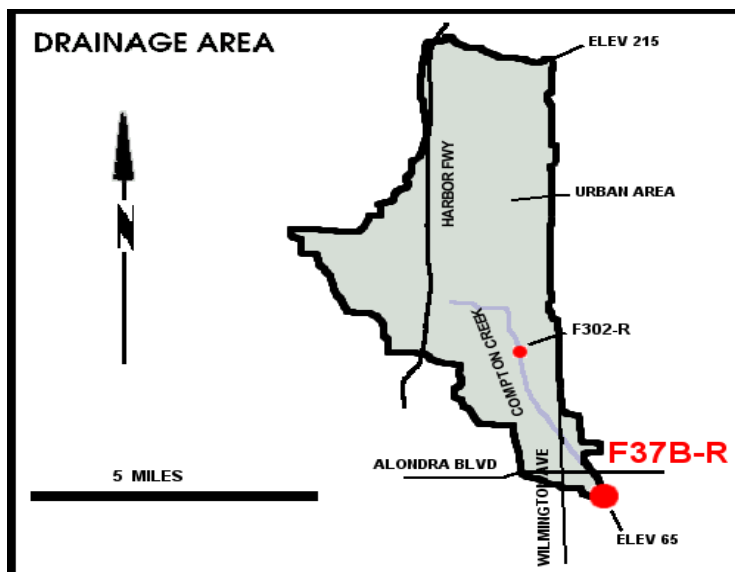 DRAINAGE AREA
ELEV 215
N
HARBOR FWY
URBAN AREA
COMPTON CREEK
F302-R
F37B-R
ALONDRA BLVD
5 MILES
WILMINGTON AVE
ELEV 65